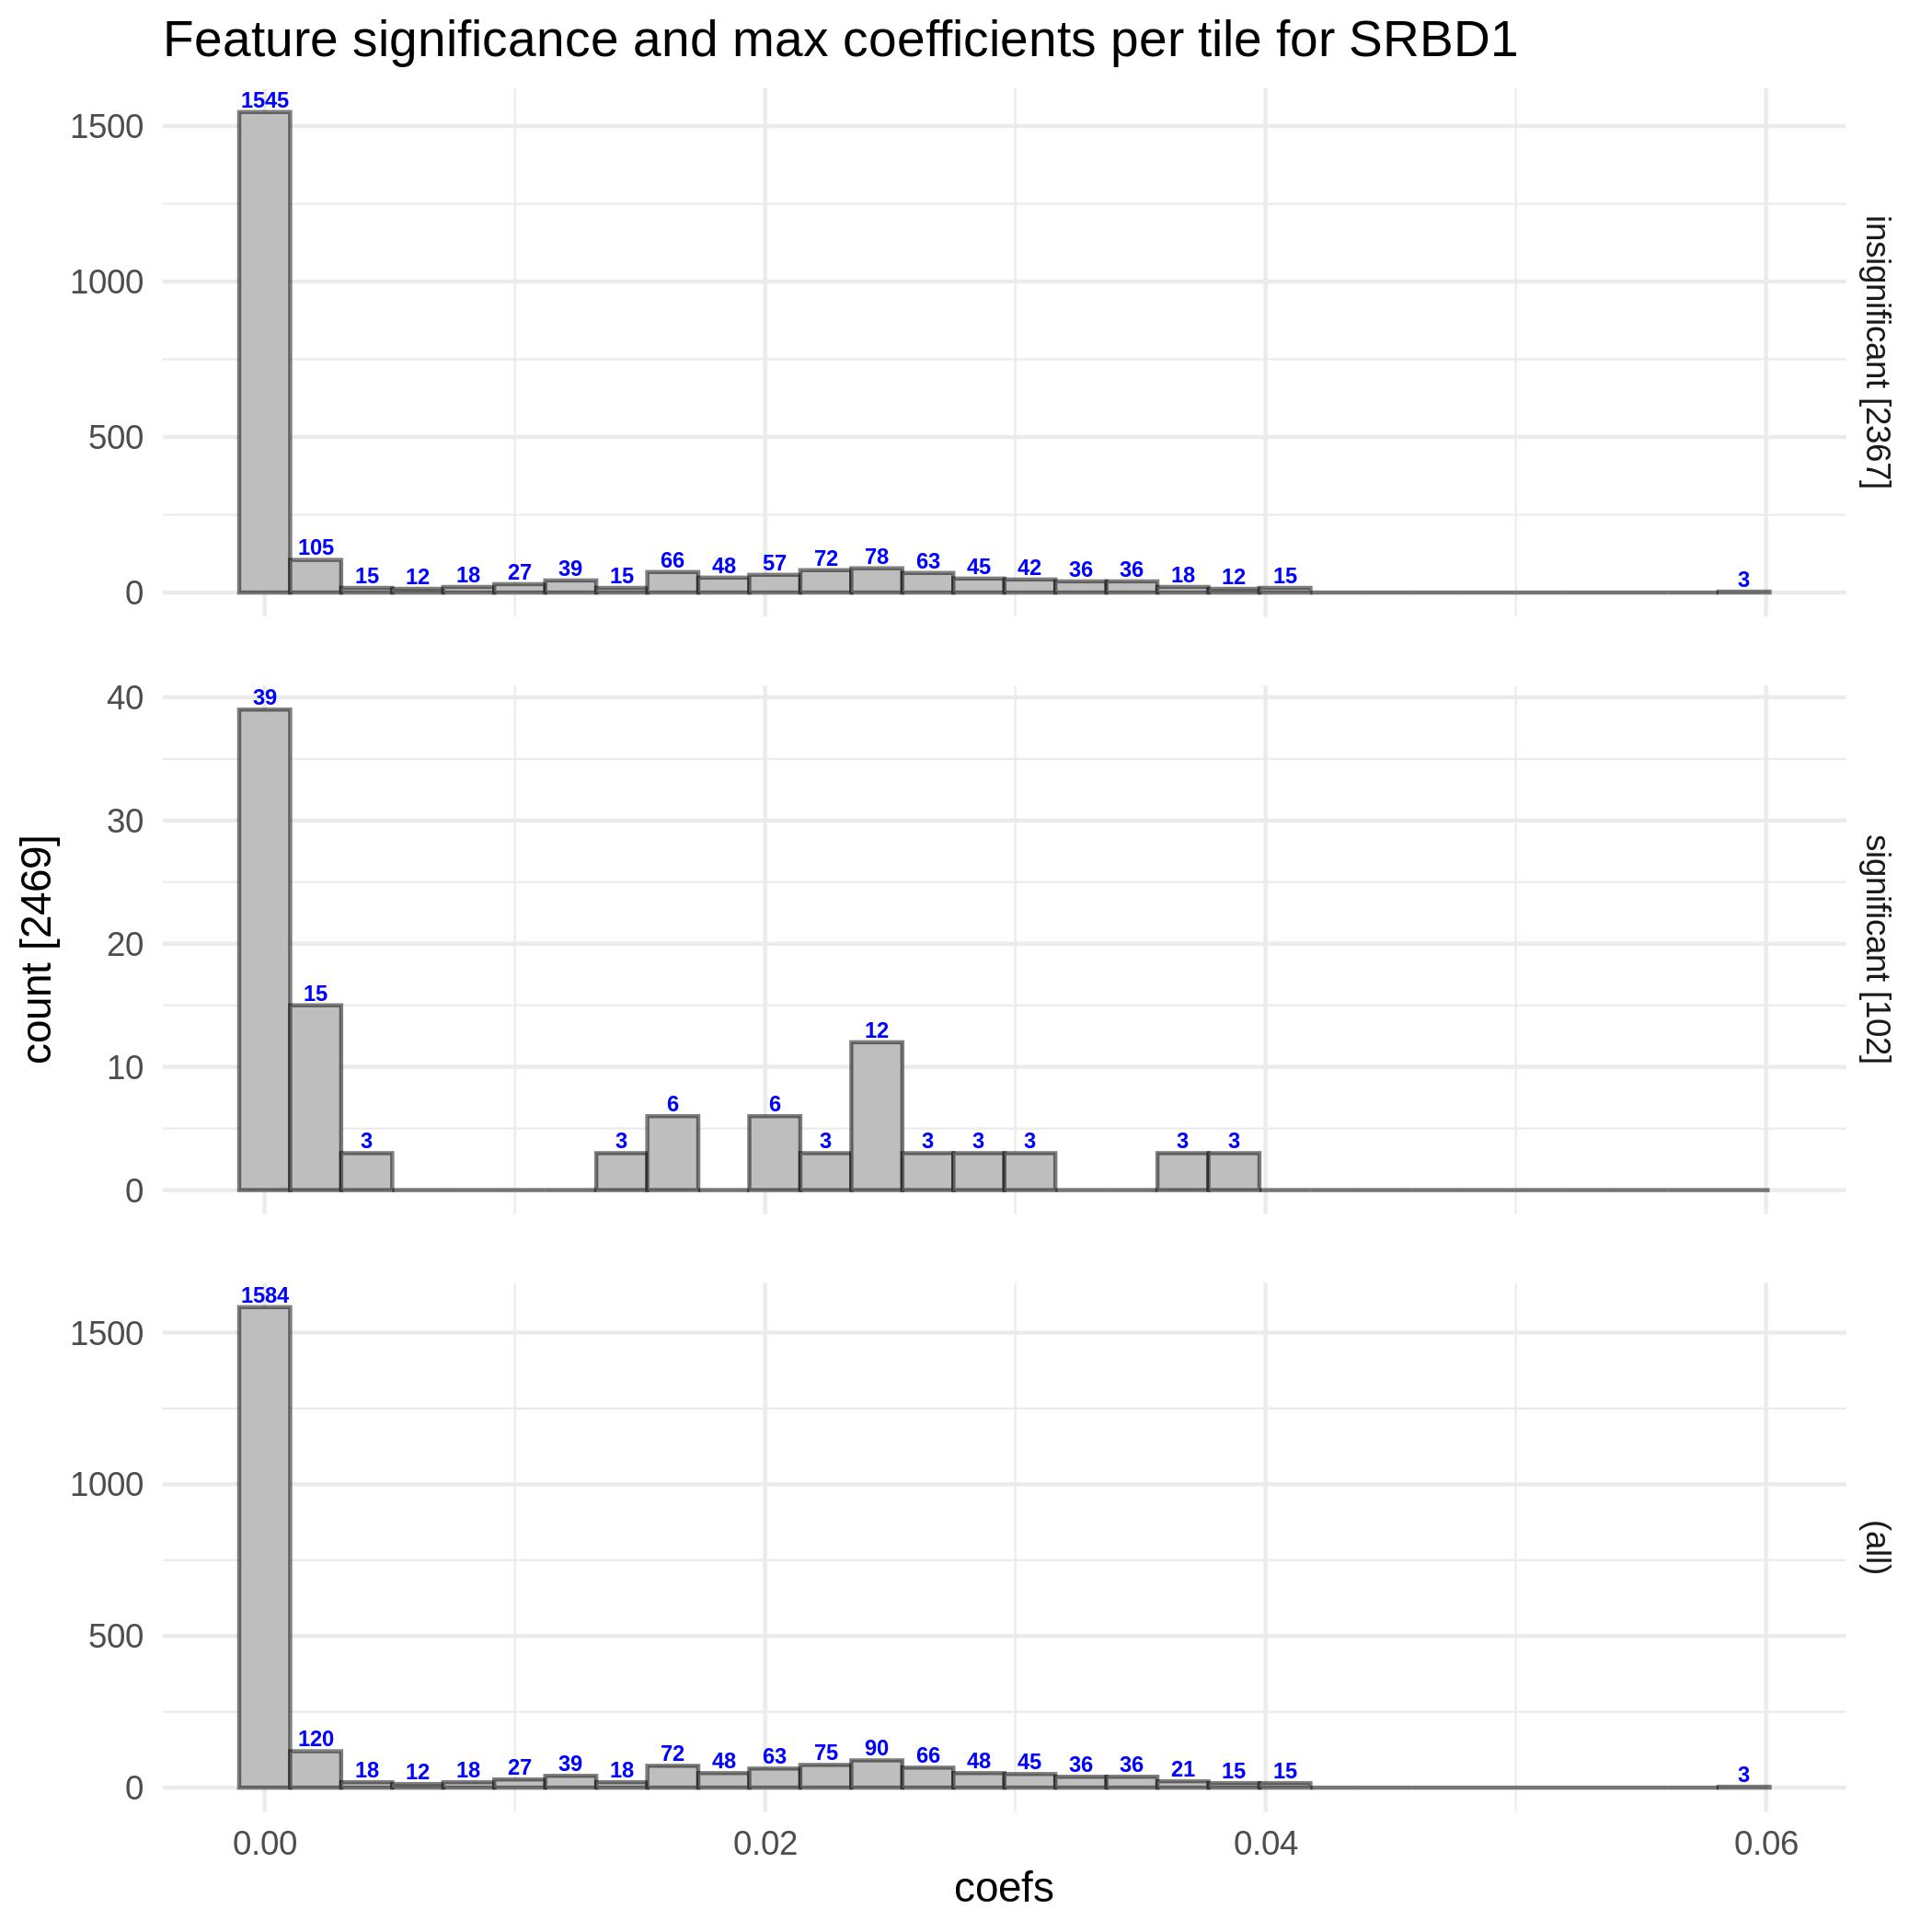 Feature significance and max coefficients per tile for SRBD1
1545
1500
1000
500
105 15 12 18 27 39 15 66 48 57 72 78 63 45 42 36 36 18 12 15 3
0
insignificant [2367]
40
39
30
20
15
12
10
6 6
3 3 3 3 3 3 3 3
0
significant [102]
count [2469]
1584
1500
1000
500
120 18 12 18 27 39 18 72 48 63 75 90 66 48 45 36 36 21 15 15 3
0
(all)
0.00 0.02 0.04 0.06
coefs